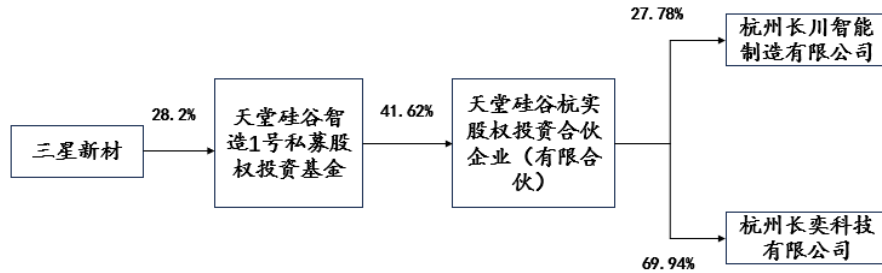 27.78%
杭州长川智能
制造有限公司
28.2%
41.62%
三星新材
天堂硅谷智
造1号私募股
权投资基金
天堂硅谷杭实
股权投资合伙
企业（有限合
伙）
杭州长奕科技
有限公司
69.94%